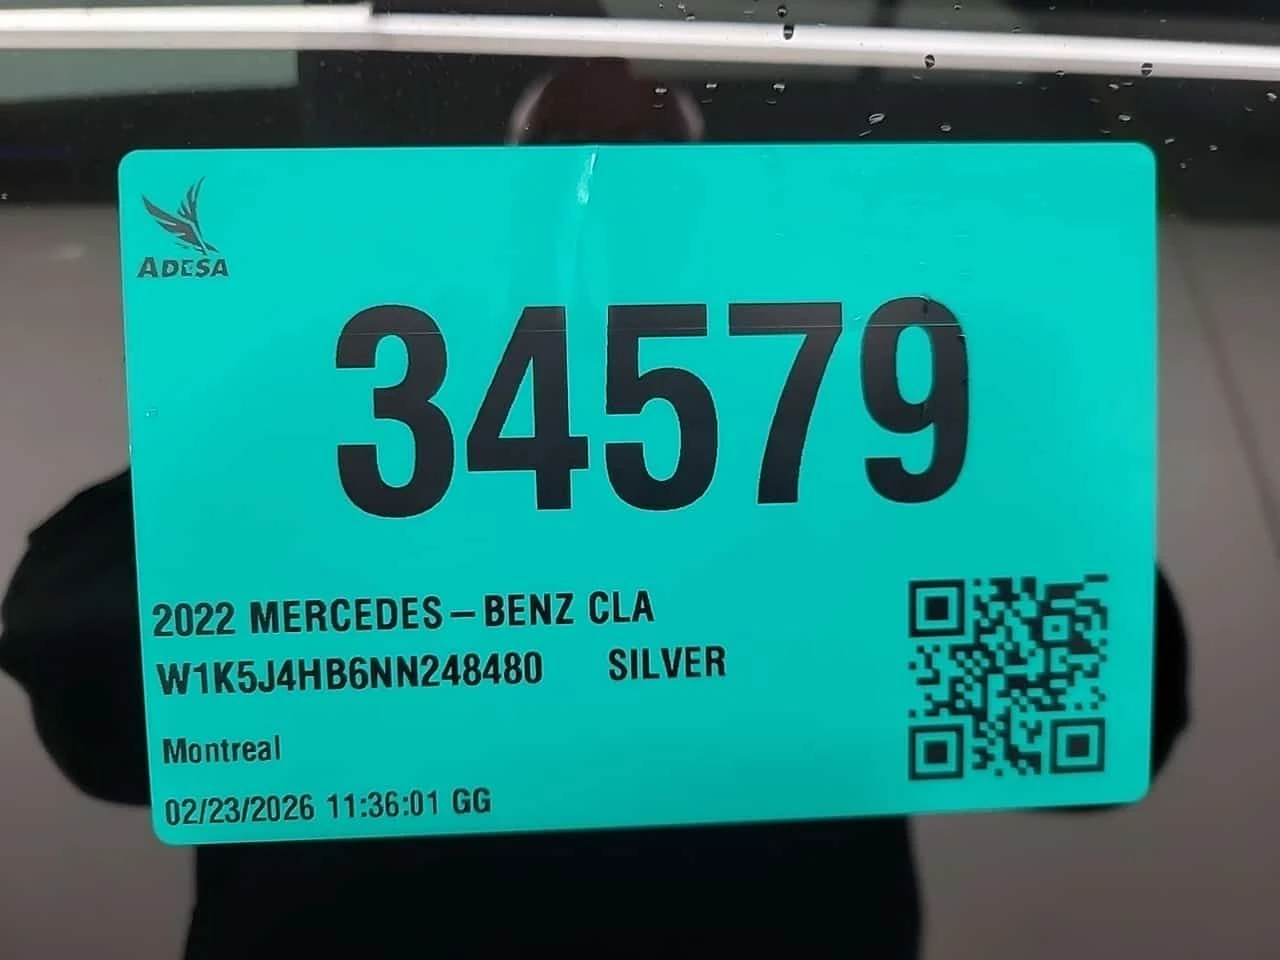 ADESA
34579
2022 MERCEDES-BENZ CLA
W1K5J4HB6NN248480 SILVER
Montreal
02/23/2026 11:36:01 GG